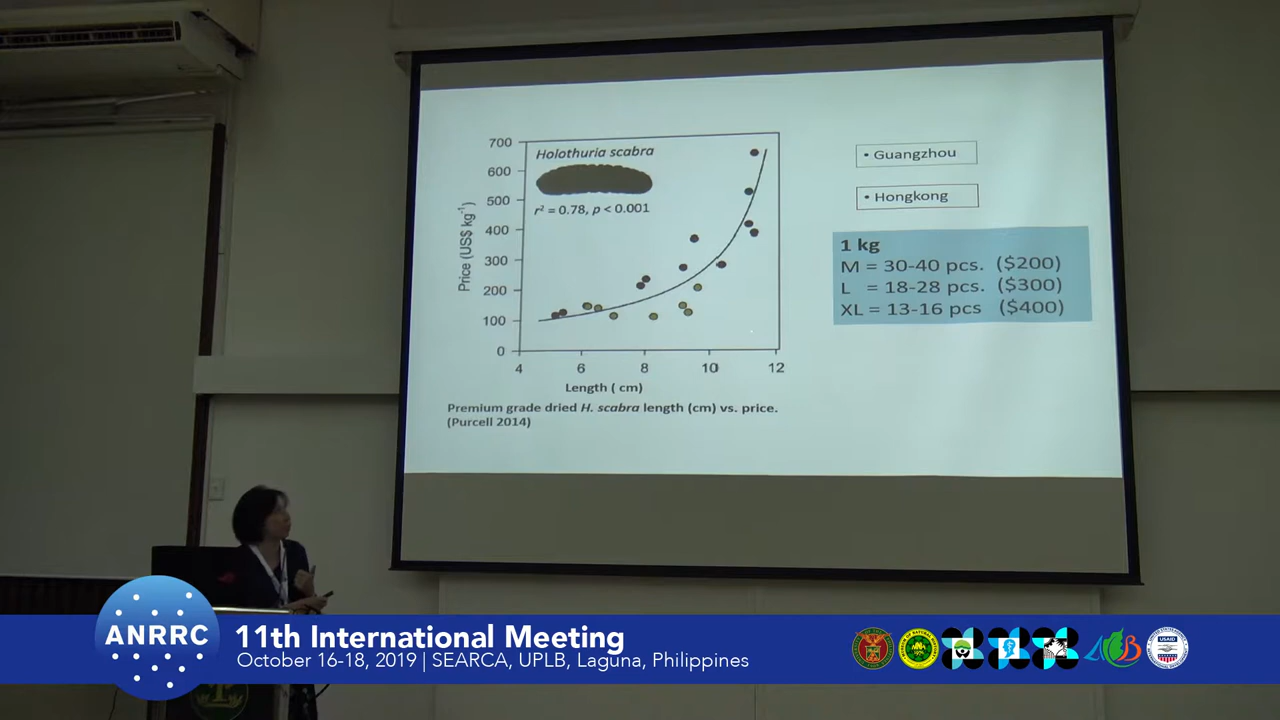 700
600
500
400
300
200
100
0
Price (US$ kg⁻¹)
Holothuria scabra
r² = 0.78, p < 0.001
4 6 8 10 12
Length ( cm)
Premium grade dried H. scabra length (cm) vs. price.
(Purcell 2014)
• Guangzhou
• Hongkong
1 kg
M = 30-40 pcs. ($200)
L = 18-28 pcs. ($300)
XL = 13-16 pcs ($400)
ANRRC
11th International Meeting
October 16-18, 2019 | SEARCA, UPLB, Laguna, Philippines
USAID